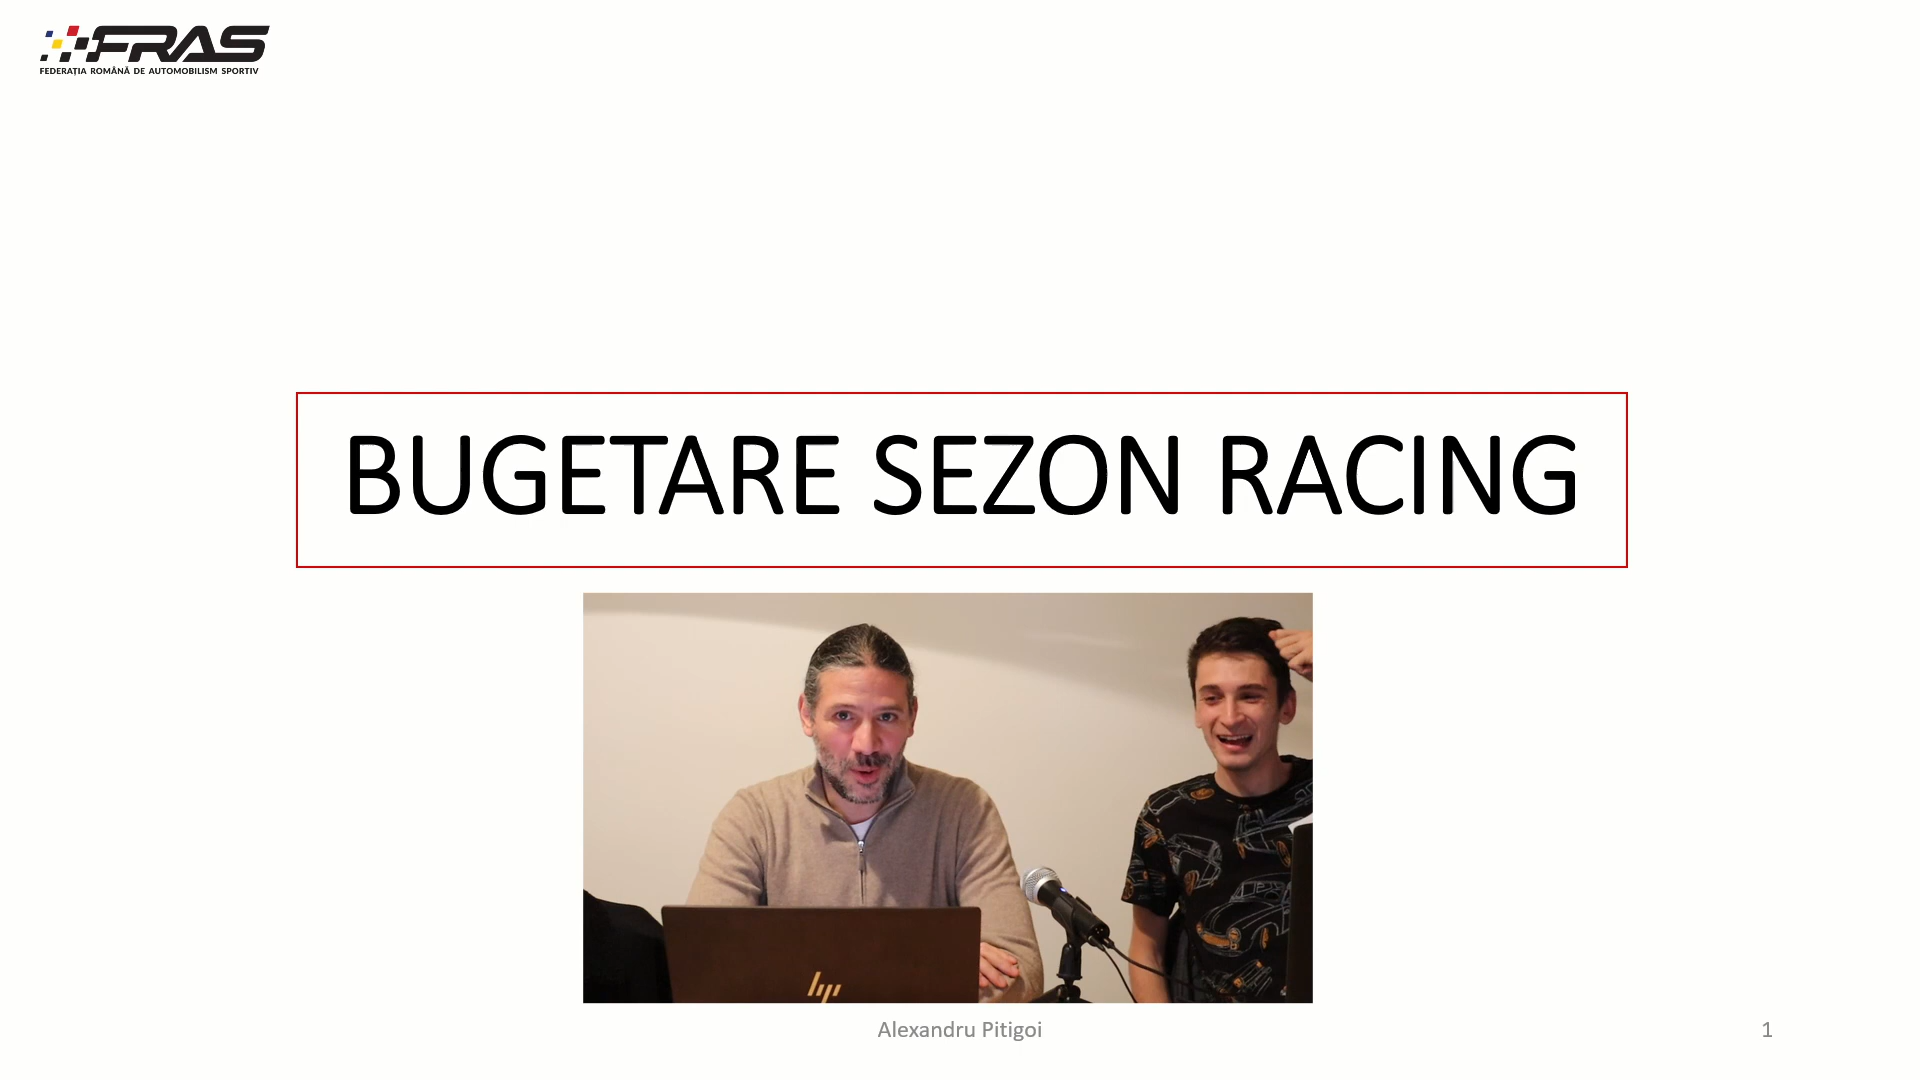 FRAS
FEDERAȚIA ROMÂNĂ DE AUTOMOBILISM SPORTIV
BUGETARE SEZON RACING
hp
Alexandru Pitigoi
1